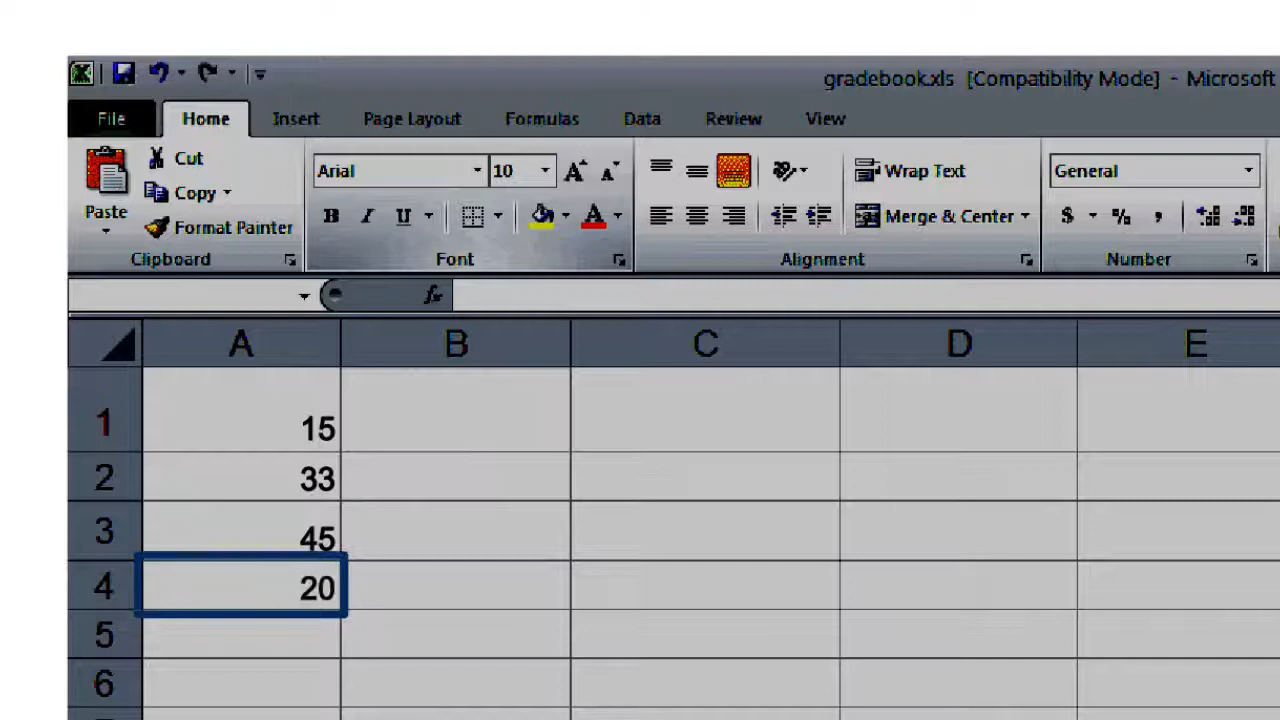 gradebook.xls [Compatibility Mode] - Microsoft
File Home Insert Page Layout Formulas Data Review View
Cut
Arial 10 A A Wrap Text General
Copy
Paste B I U A Merge & Center $ % ,
Format Painter
Clipboard Font Alignment Number
fx
A B C D E
1 15
2 33
3 45
4 20
5
6